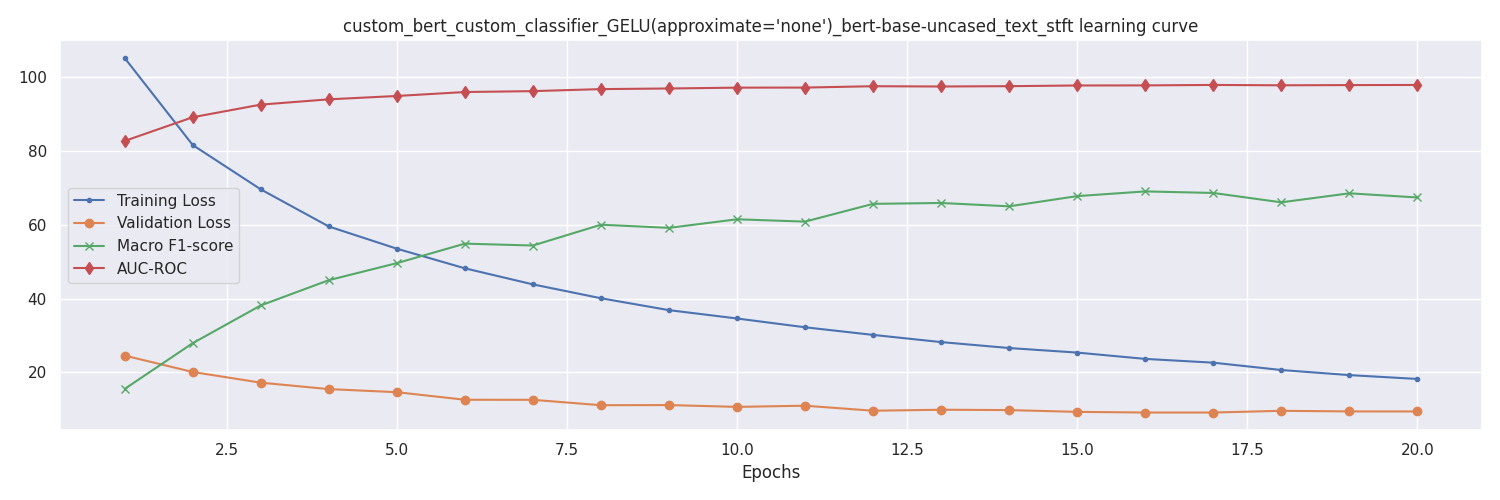 custom_bert_custom_classifier_GELU(approximate='none')_bert-base-uncased_text_stft learning curve
100
80
60
40
20
Training Loss
Validation Loss
Macro F1-score
AUC-ROC
2.5 5.0 7.5 10.0 12.5 15.0 17.5 20.0
Epochs